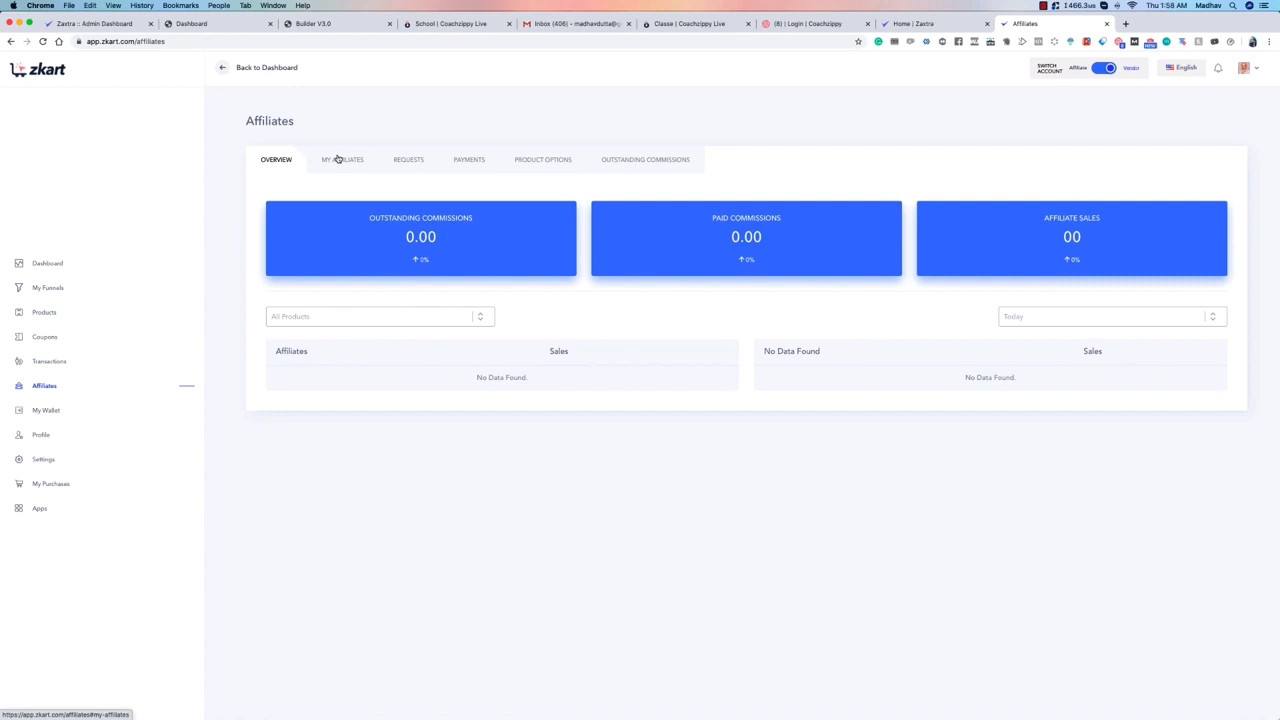 Chrome File Edit View History Bookmarks People Tab Window Help
466.3MB Thu 1:58 AM Madhav
Zaxtra :: Admin Dashboard
Dashboard
Builder V3.0
School | Coachzippy Live
Inbox (406) - madhavdutta@
Classe | Coachzippy Live
(8) | Login | Coachzippy
Home | Zaxtra
Affiliates
app.zkart.com/affiliates
zkart
Back to Dashboard
SWITCH ACCOUNT
Affiliate
Vendor
English
Affiliates
OVERVIEW
MY AFFILIATES
REQUESTS
PAYMENTS
PRODUCT OPTIONS
OUTSTANDING COMMISSIONS
OUTSTANDING COMMISSIONS
0.00
0%
PAID COMMISSIONS
0.00
0%
AFFILIATE SALES
00
0%
All Products
Today
Affiliates Sales
No Data Found.
No Data Found Sales
No Data Found.
Dashboard
My Funnels
Products
Coupons
Transactions
Affiliates
My Wallet
Profile
Settings
My Purchases
Apps
https://app.zkart.com/affiliates#my-affiliates